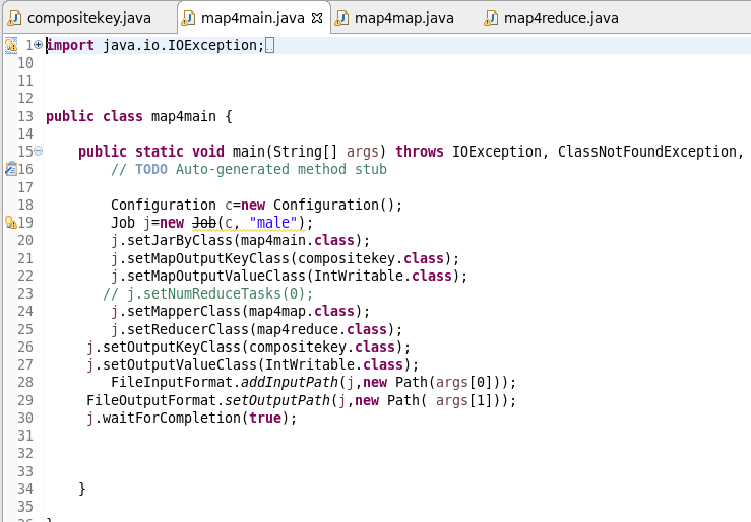 compositekey.java map4main.java map4map.java map4reduce.java
1 import java.io.IOException;
10
11
12
13 public class map4main {
14
15 public static void main(String[] args) throws IOException, ClassNotFoundException,
16 // TODO Auto-generated method stub
17
18 Configuration c=new Configuration();
19 Job j=new Job(c, "male");
20 j.setJarByClass(map4main.class);
21 j.setMapOutputKeyClass(compositekey.class);
22 j.setMapOutputValueClass(IntWritable.class);
23 // j.setNumReduceTasks(0);
24 j.setMapperClass(map4map.class);
25 j.setReducerClass(map4reduce.class);
26 j.setOutputKeyClass(compositekey.class);
27 j.setOutputValueClass(IntWritable.class);
28 FileInputFormat.addInputPath(j,new Path(args[0]));
29 FileOutputFormat.setOutputPath(j,new Path( args[1]));
30 j.waitForCompletion(true);
31
32
33
34 }
35
36 }